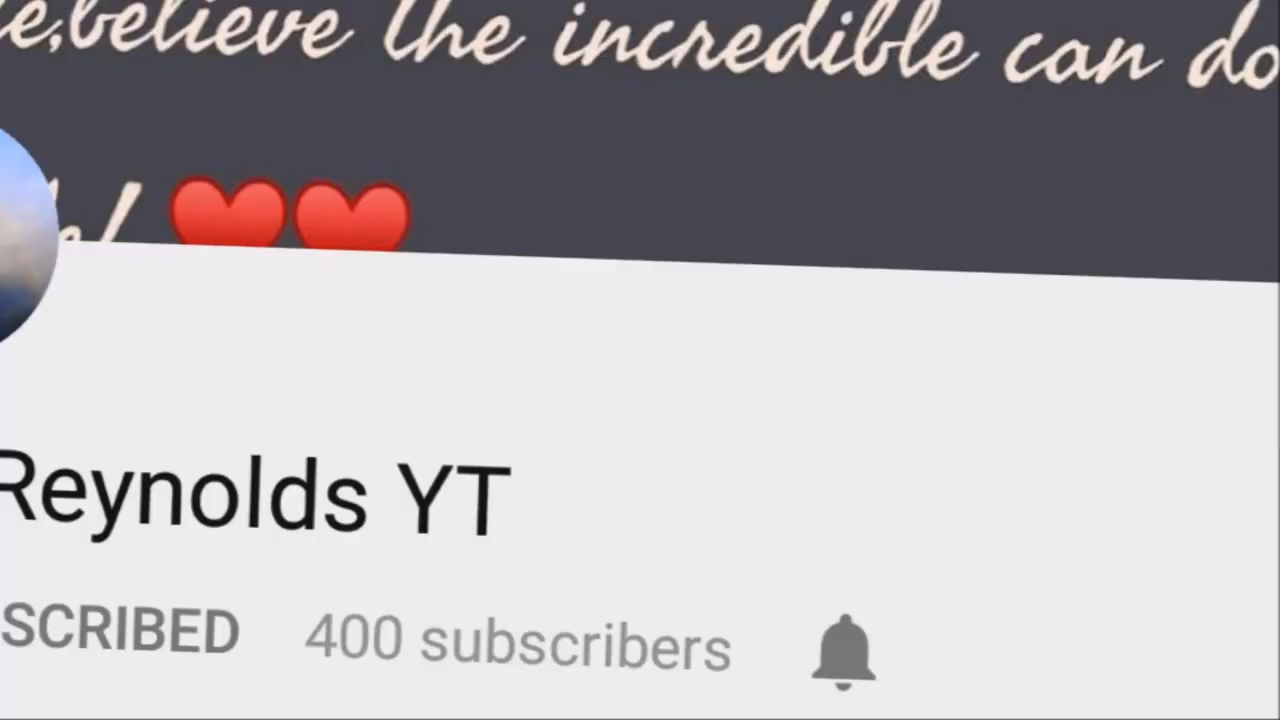 believe the incredible can do
! ❤️❤️
Reynolds YT
SCRIBED 400 subscribers